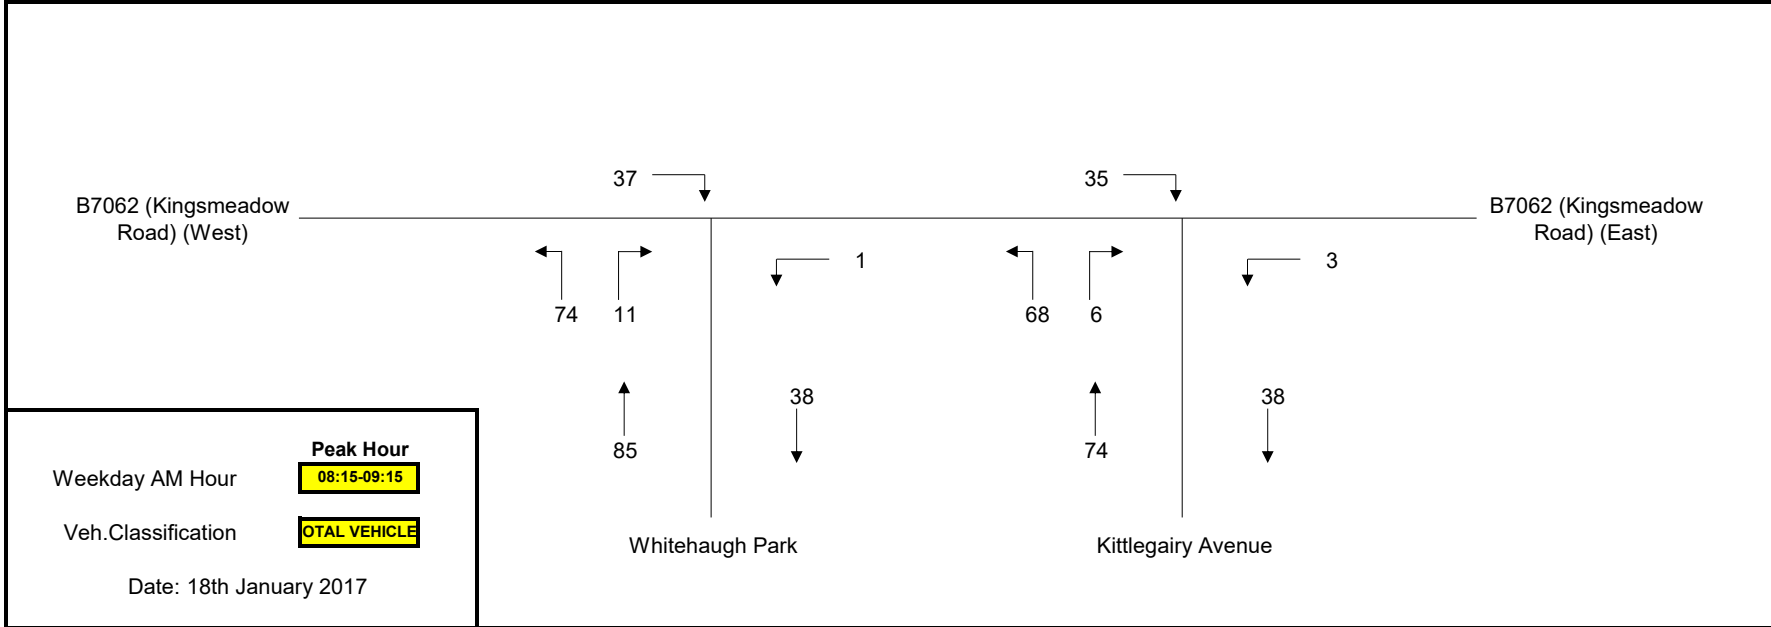 37
35
B7062 (Kingsmeadow
Road) (West)
B7062 (Kingsmeadow
Road) (East)
1
3
74 11
68 6
38
38
85
74
Peak Hour
Weekday AM Hour 08:15-09:15
Veh.Classification OTAL VEHICLE
Whitehaugh Park
Kittlegairy Avenue
Date: 18th January 2017